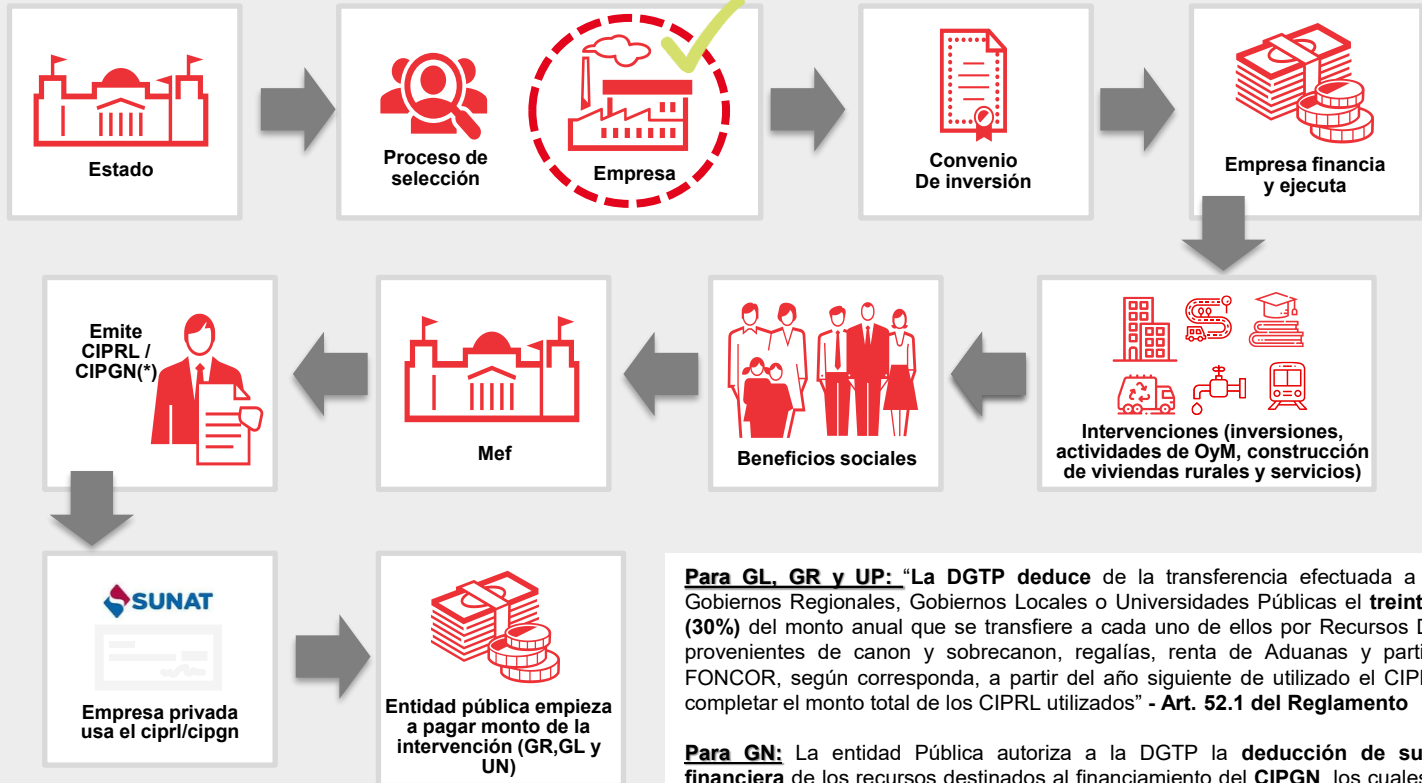 Estado
Proceso de
selección
Empresa
Convenio
De inversión
Empresa financia
y ejecuta
Emite
CIPRL /
CIPGN(*)
Mef
Beneficios sociales
Intervenciones (inversiones,
actividades de OyM, construcción
de viviendas rurales y servicios)
SUNAT
Empresa privada
usa el ciprl/cipgn
Entidad pública empieza
a pagar monto de la
intervención (GR,GL y
UN)
Para GL, GR y UP: “La DGTP deduce de la transferencia efectuada a
Gobiernos Regionales, Gobiernos Locales o Universidades Públicas el
(30%) del monto anual que se transfiere a cada uno de ellos por Recursos
provenientes de canon y sobrecanon, regalías, renta de Aduanas y
FONCOR, según corresponda, a partir del año siguiente de utilizado el
completar el monto total de los CIPRL utilizados” - Art. 52.1 del Reglamento
Para GN: La entidad Pública autoriza a la DGTP la deducción de
financiera de los recursos destinados al financiamiento del CIPGN, los cuales